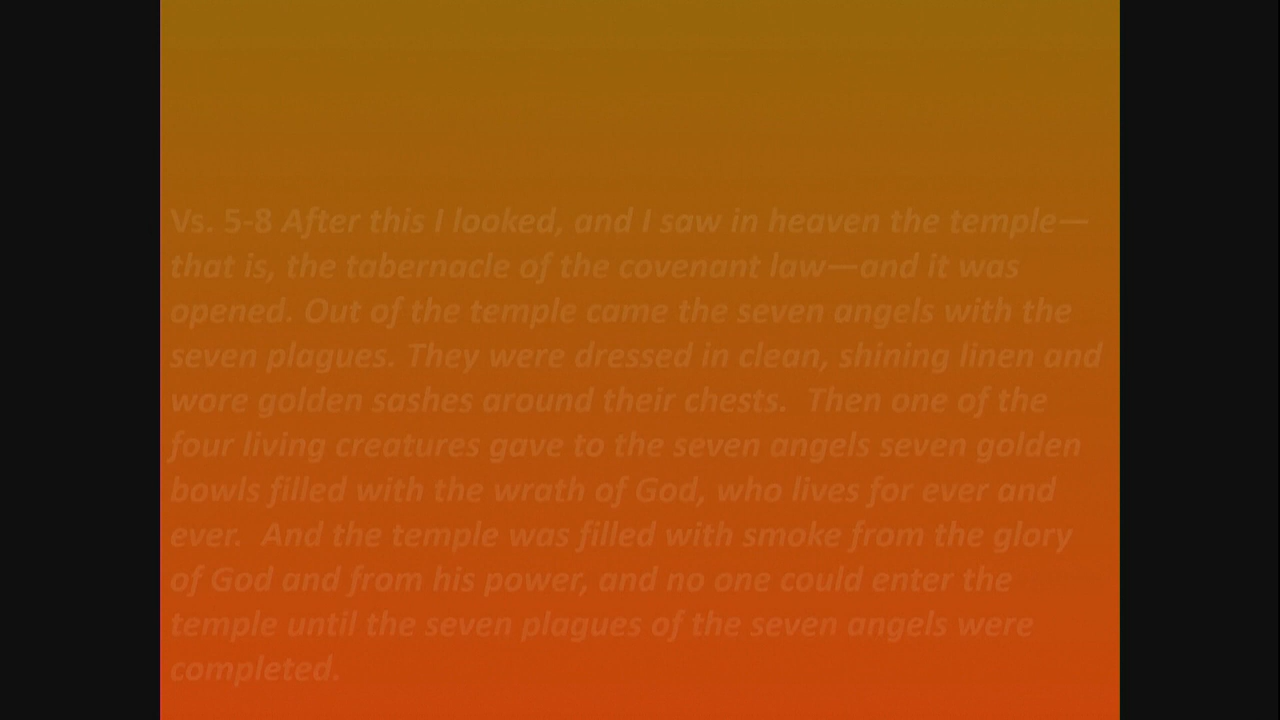 Vs. 5-8 After this I looked, and I saw in heaven the temple—
that is, the tabernacle of the covenant law—and it was
opened. Out of the temple came the seven angels with the
seven plagues. They were dressed in clean, shining linen and
wore golden sashes around their chests.  Then one of the
four living creatures gave to the seven angels seven golden
bowls filled with the wrath of God, who lives for ever and
ever.  And the temple was filled with smoke from the glory
of God and from his power, and no one could enter the
temple until the seven plagues of the seven angels were
completed.